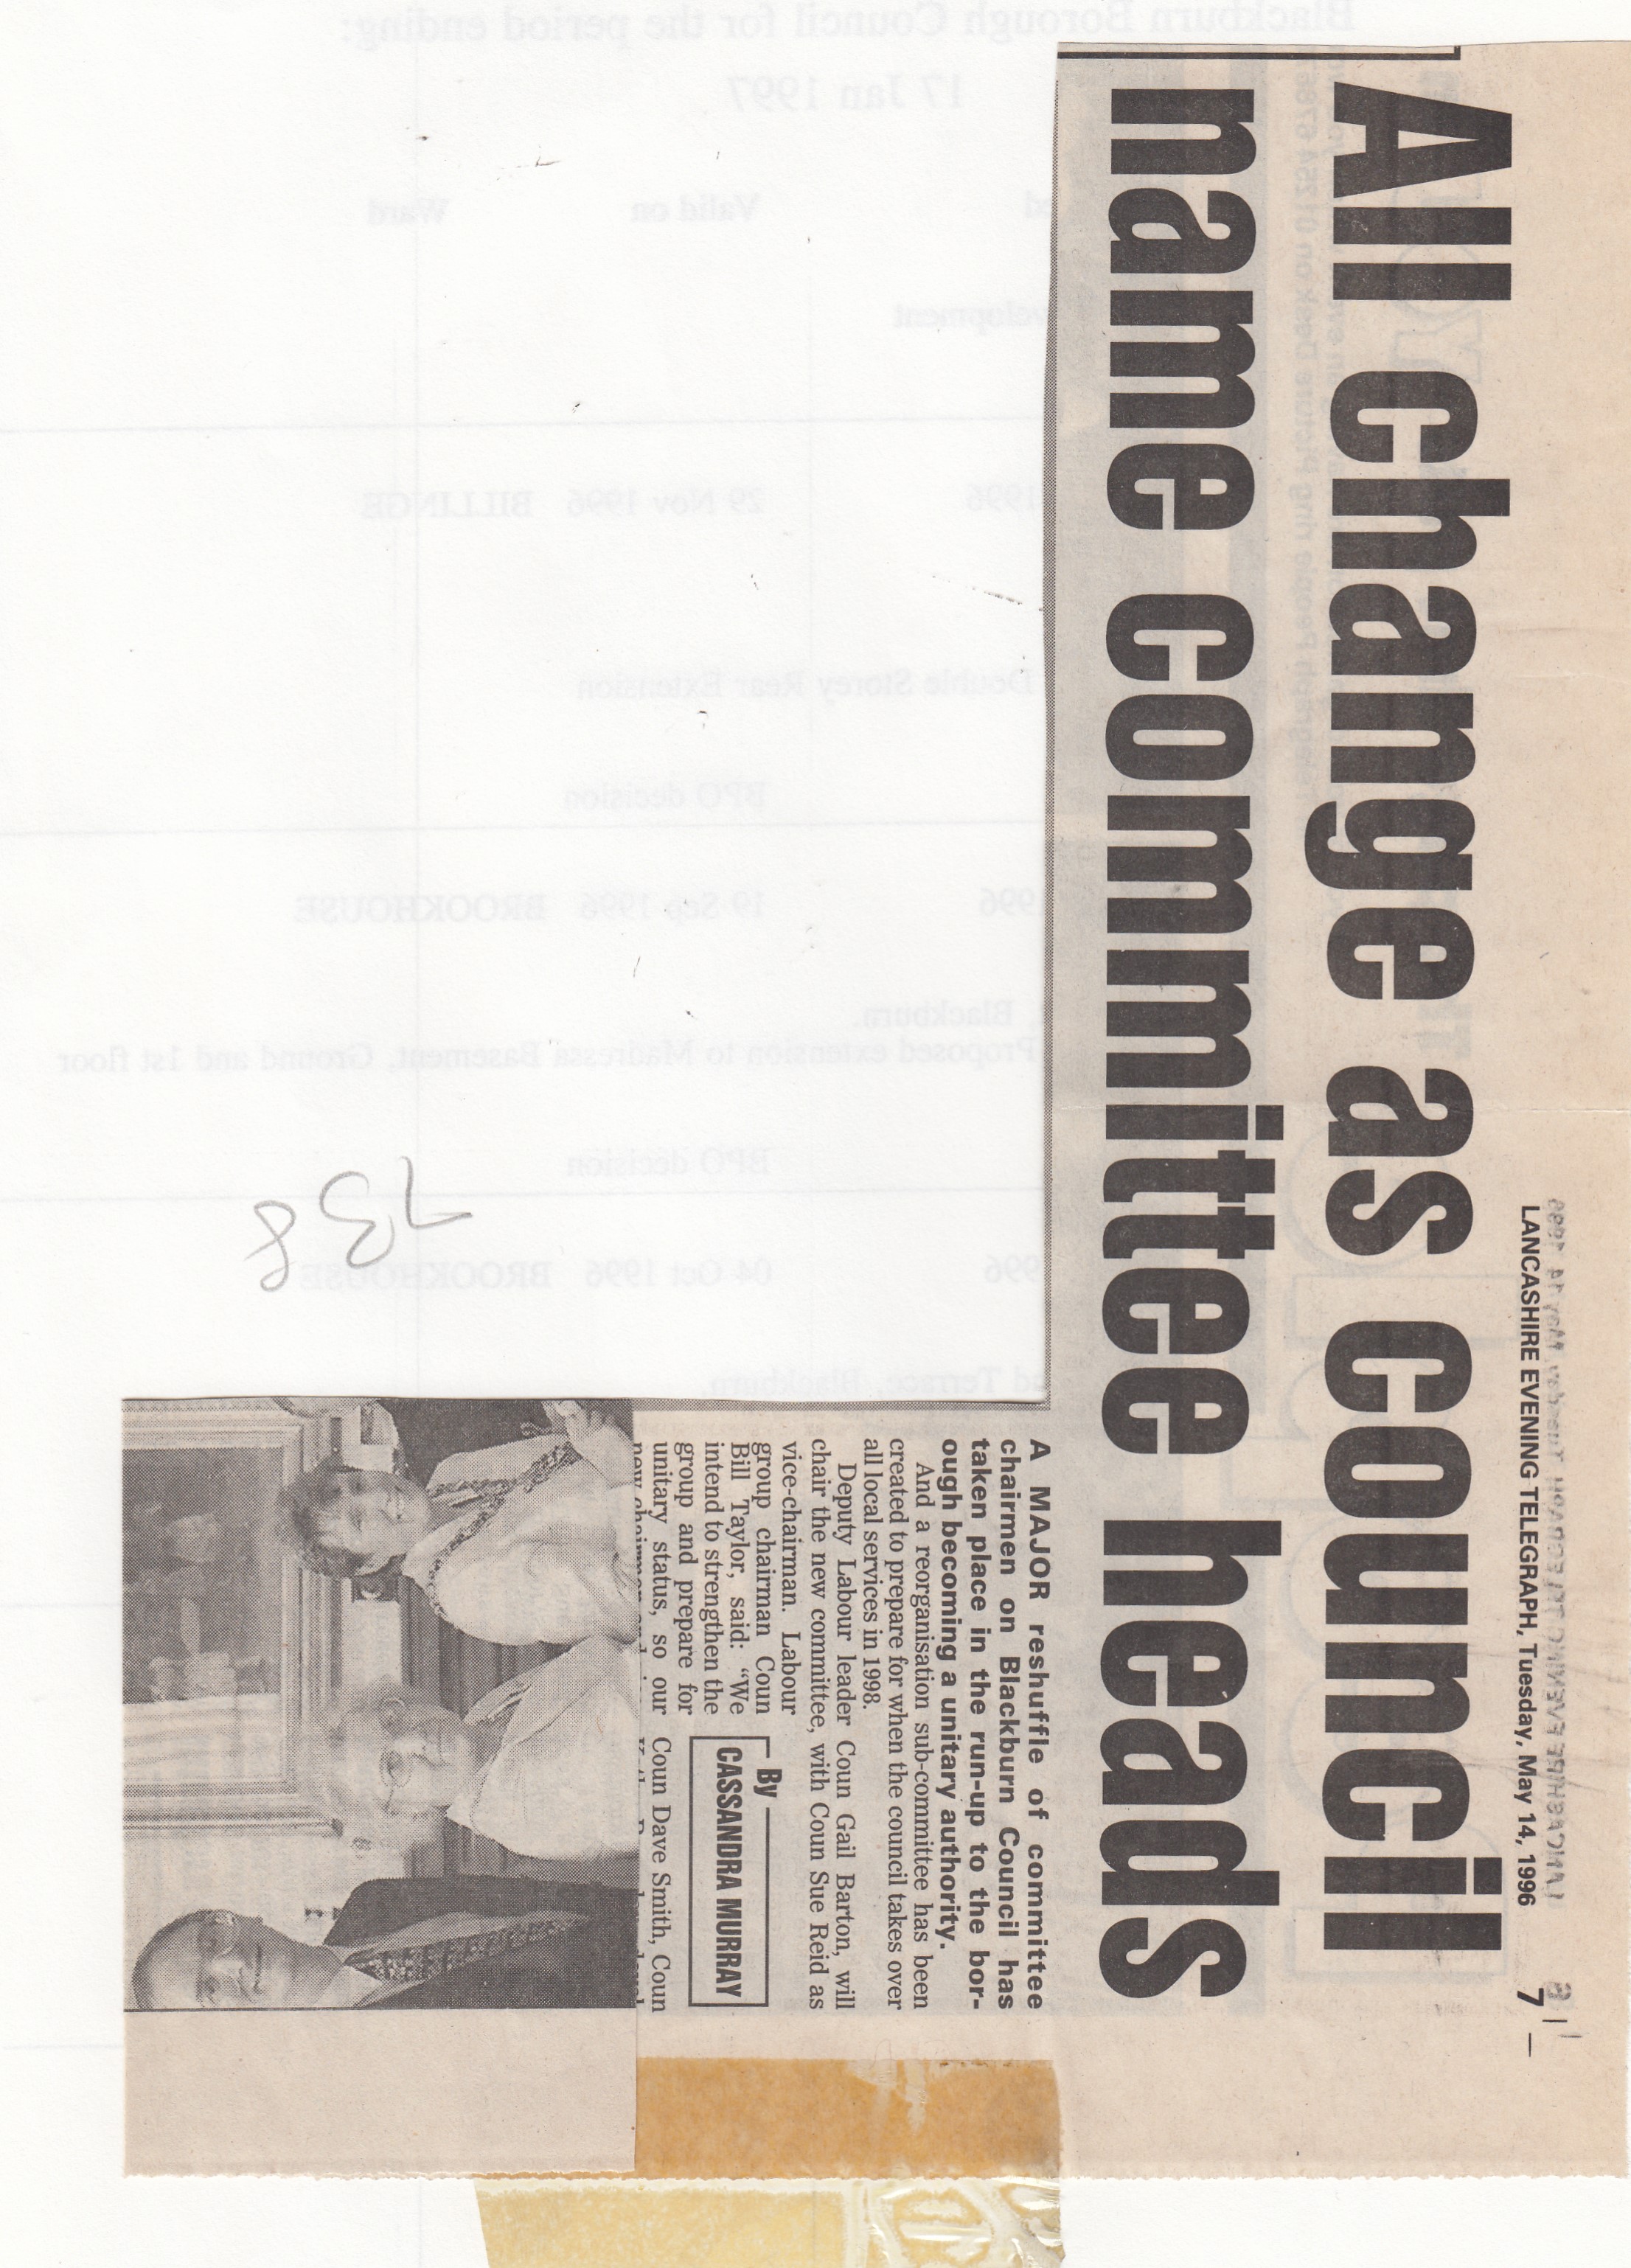 LANCASHIRE EVENING TELEGRAPH, Tuesday, May 14, 1996 7
All change as council
name committee heads
A MAJOR reshuffle of committee
chairmen on Blackburn Council has
taken place in the run-up to the bor-
ough becoming a unitary authority.
And a reorganisation sub-committee has been
created to prepare for when the council takes over
all local services in 1998.
Deputy Labour leader Coun Gail Barton, will
chair the new committee, with Coun Sue Reid as
vice-chairman. Labour
group chairman Coun
Bill Taylor, said: “We
intend to strengthen the
group and prepare for
unitary status, so our
By
CASSANDRA MURRAY
Coun Dave Smith, Coun
738
Blackburn Borough Council for the period ending:
17 Jan 1997
Valid on Ward
velopment
1996 29 Nov 1996 BILLINGE
Double Storey Rear Extension
BPO decision
1996 19 Sep 1996 BROOKHOUSE
, Blackburn.
Proposed extension to Madressa Basement, Ground and 1st floor
BPO decision
996 04 Oct 1996 BROOKHOUSE
Terrace, Blackburn.